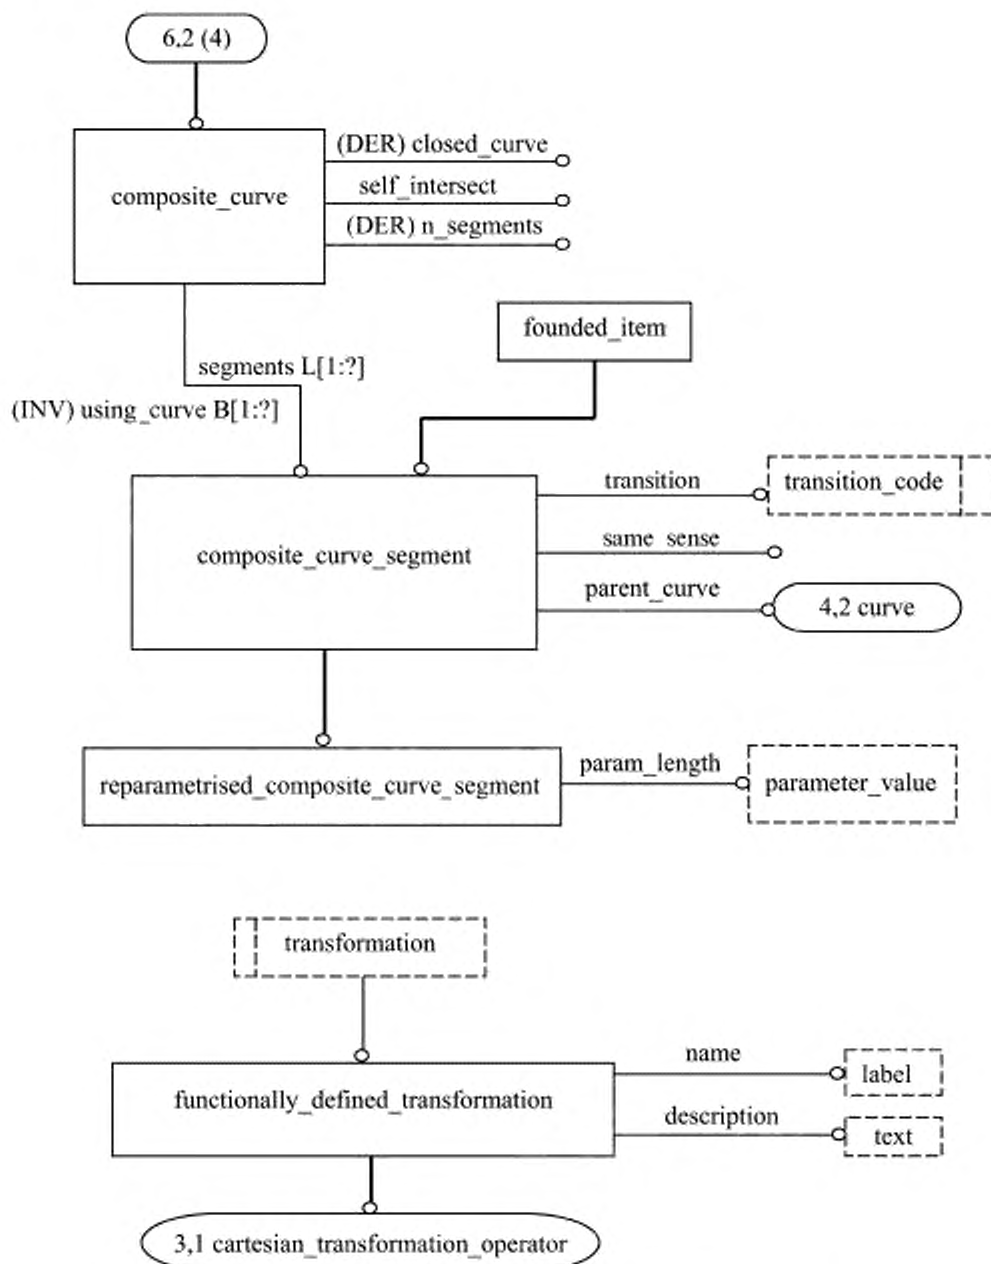 6,2 (4)
(DER) closed_curve
composite_curve
self_intersect
(DER) n_segments
founded_item
segments L[1:?]
(INV) using_curve B[1:?]
transition
transition_code
same_sense
composite_curve_segment
parent_curve
4,2 curve
param_length
reparametrised_composite_curve_segment
parameter_value
transformation
name
label
functionally_defined_transformation
description
text
3,1 cartesian_transformation_operator